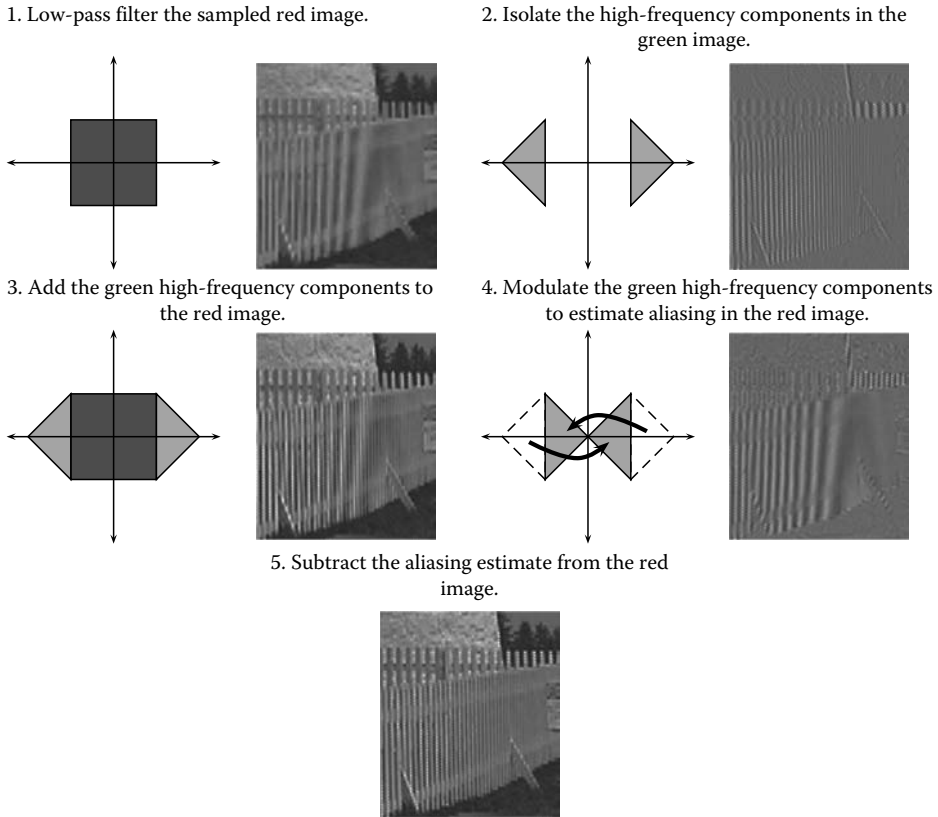 1. Low-pass filter the sampled red image.
2. Isolate the high-frequency components in the
green image.
3. Add the green high-frequency components to
the red image.
4. Modulate the green high-frequency components
to estimate aliasing in the red image.
5. Subtract the aliasing estimate from the red
image.